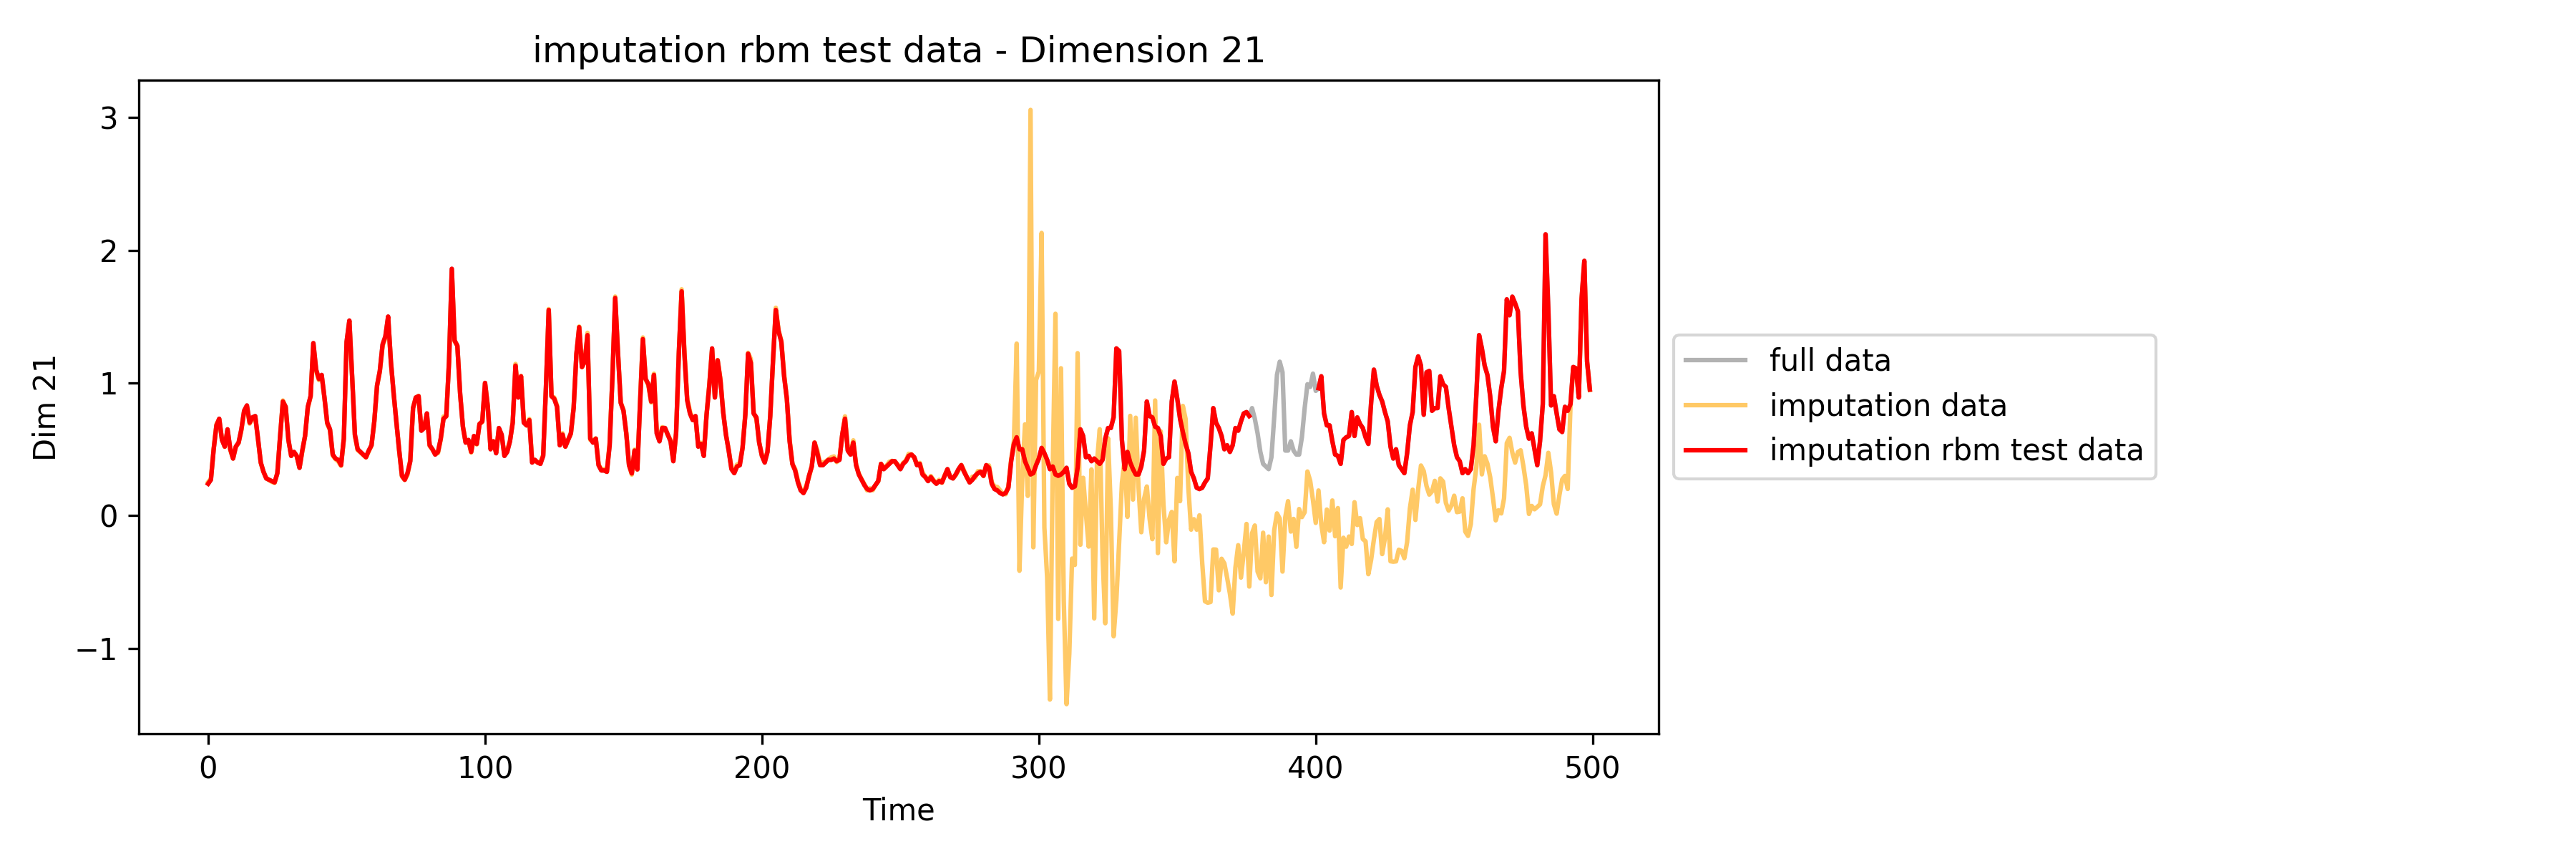 imputation rbm test data - Dimension 21
3
2
1
0
−1
Dim 21
0 100 200 300 400 500
Time
full data
imputation data
imputation rbm test data